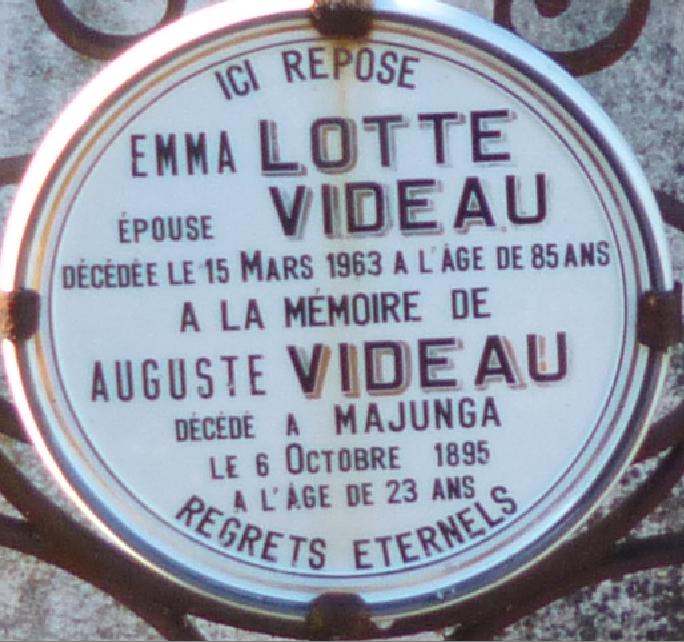 ICI REPOSE
EMMA LOTTE
ÉPOUSE VIDEAU
DÉCÉDÉE LE 15 MARS 1963 A L'ÂGE DE 85 ANS
A LA MÉMOIRE DE
AUGUSTE VIDEAU
DÉCÉDÉ A MAJUNGA
LE 6 OCTOBRE 1895
A L'ÂGE DE 23 ANS
REGRETS ETERNELS